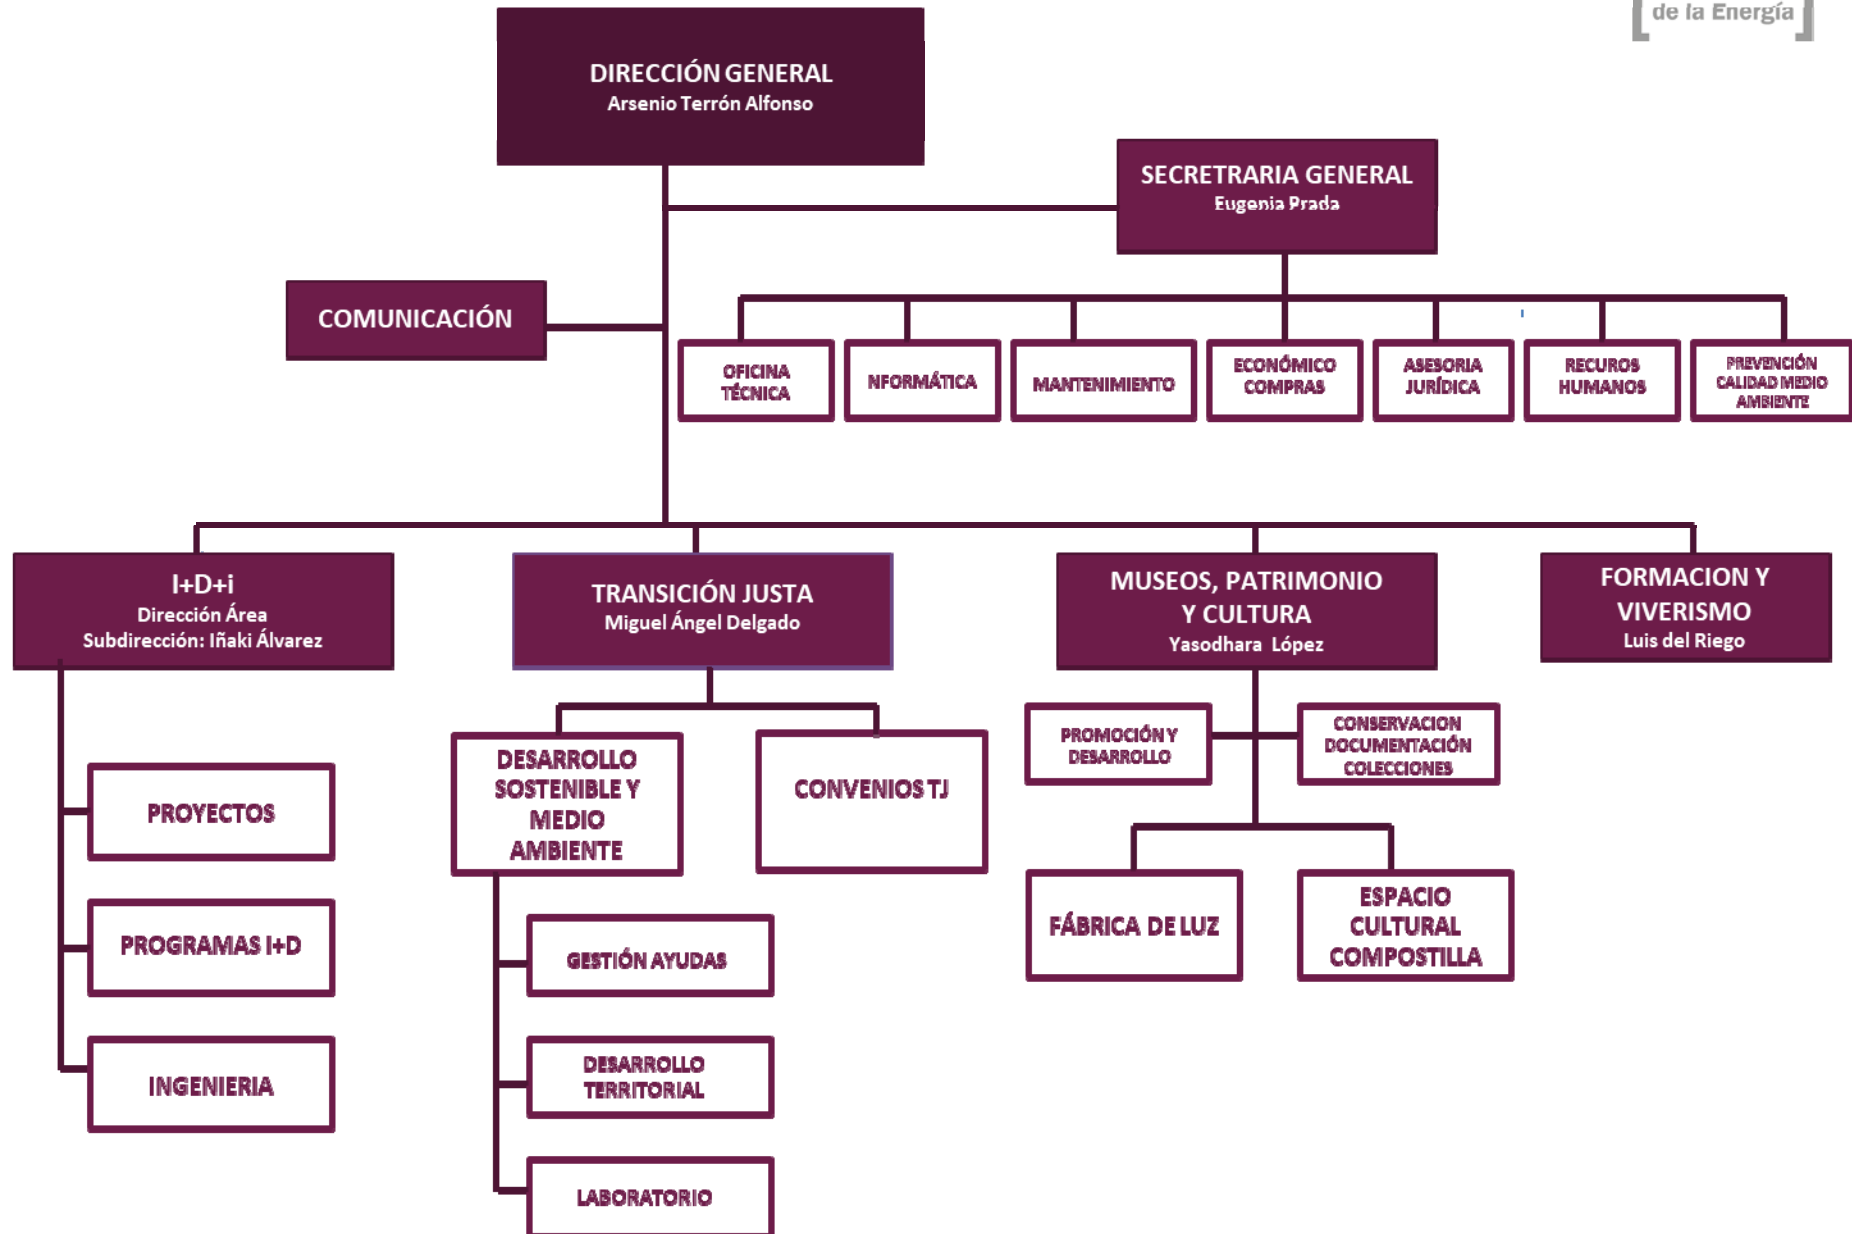 de la Energía
DIRECCIÓN GENERAL
Arsenio Terrón Alfonso
SECRETRARIA GENERAL
Eugenia Prada
COMUNICACIÓN
OFICINA
TÉCNICA
NFORMÁTICA
MANTENIMIENTO
ECONÓMICO
COMPRAS
ASESORIA
JURÍDICA
RECUROS
HUMANOS
PREVENCIÓN
CALIDAD MEDIO
AMBIENTE
I+D+i
Dirección Área
Subdirección: Iñaki Álvarez
TRANSICIÓN JUSTA
Miguel Ángel Delgado
MUSEOS, PATRIMONIO
Y CULTURA
Yasodhara López
FORMACION Y
VIVERISMO
Luis del Riego
PROYECTOS
PROGRAMAS I+D
INGENIERIA
DESARROLLO
SOSTENIBLE Y
MEDIO
AMBIENTE
CONVENIOS TJ
GESTIÓN AYUDAS
DESARROLLO
TERRITORIAL
LABORATORIO
PROMOCIÓN Y
DESARROLLO
CONSERVACION
DOCUMENTACIÓN
COLECCIONES
FÁBRICA DE LUZ
ESPACIO
CULTURAL
COMPOSTILLA